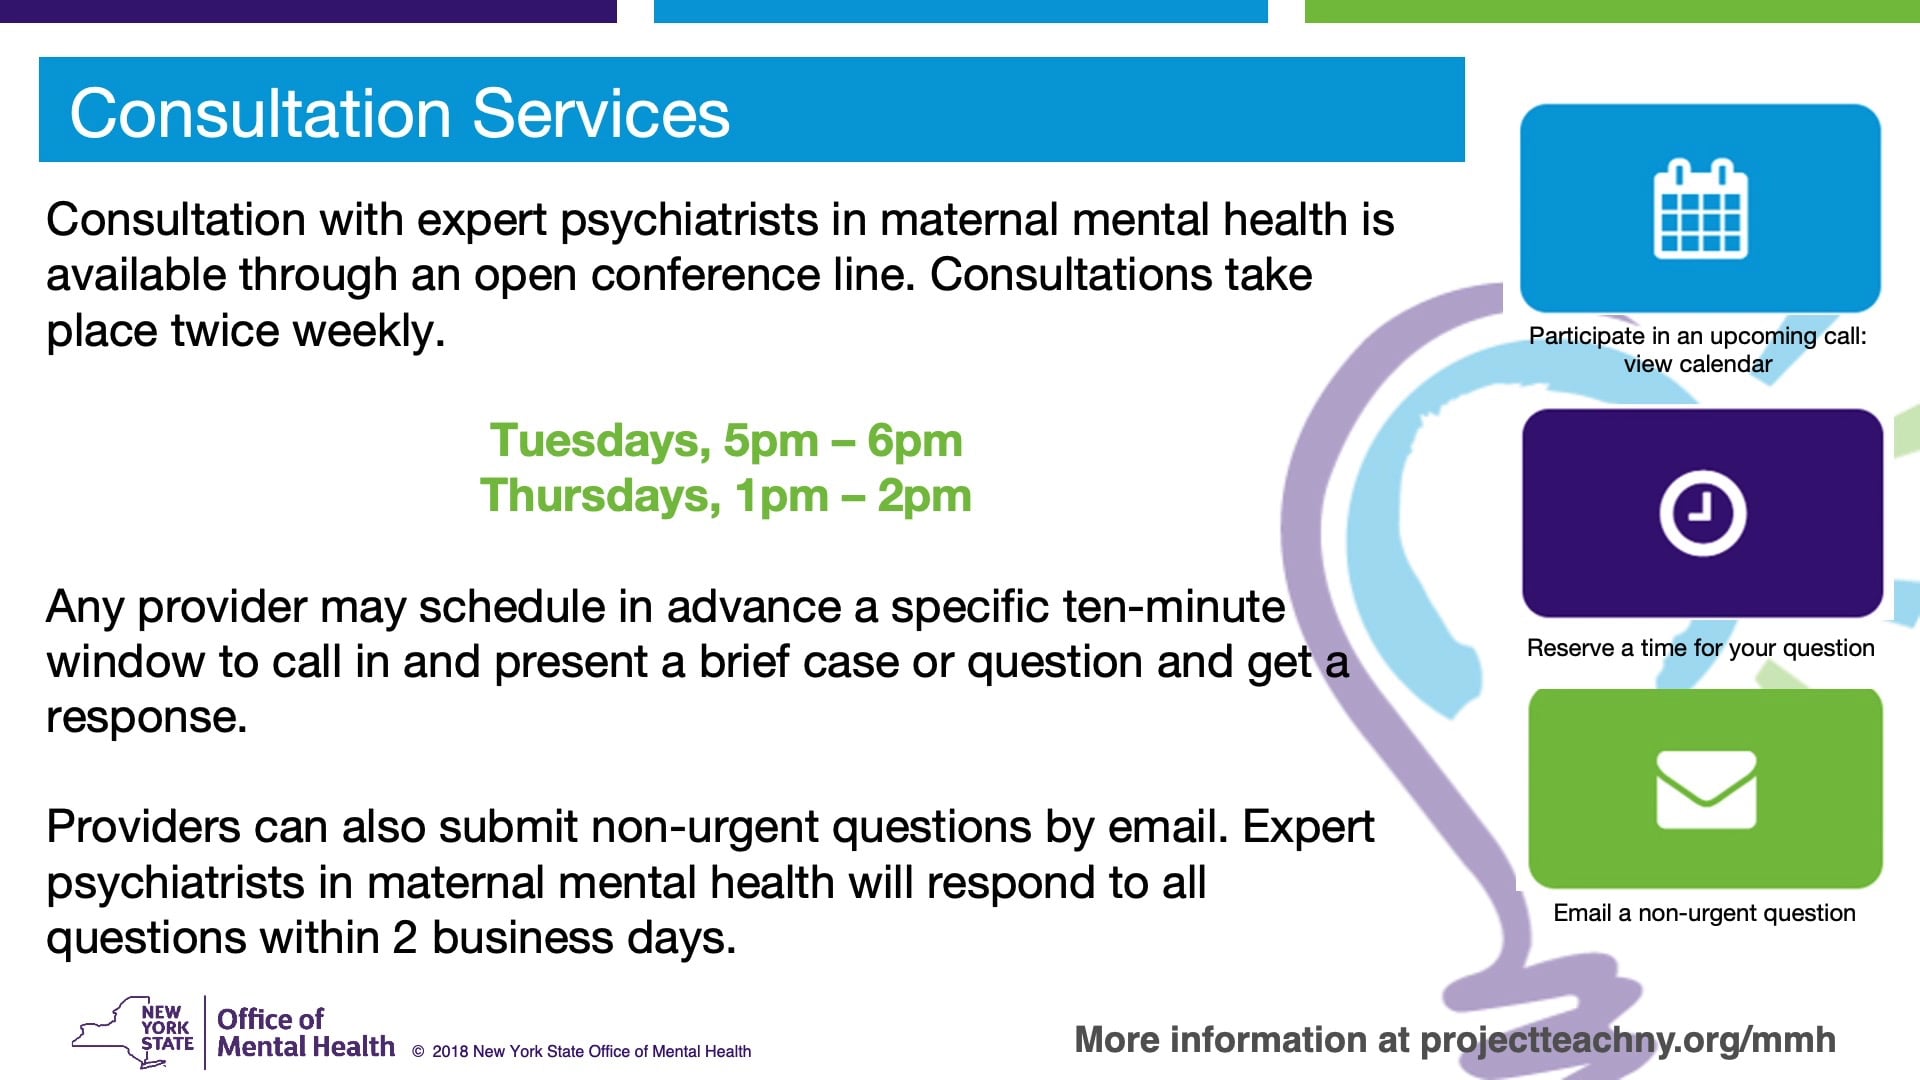 Consultation Services
Consultation with expert psychiatrists in maternal mental health is
available through an open conference line. Consultations take
place twice weekly.
Tuesdays, 5pm – 6pm
Thursdays, 1pm – 2pm
Any provider may schedule in advance a specific ten-minute
window to call in and present a brief case or question and get a
response.
Providers can also submit non-urgent questions by email. Expert
psychiatrists in maternal mental health will respond to all
questions within 2 business days.
Participate in an upcoming call:
view calendar
Reserve a time for your question
Email a non-urgent question
NEW
YORK
STATE
Office of
Mental Health
© 2018 New York State Office of Mental Health
More information at projectteachny.org/mmh